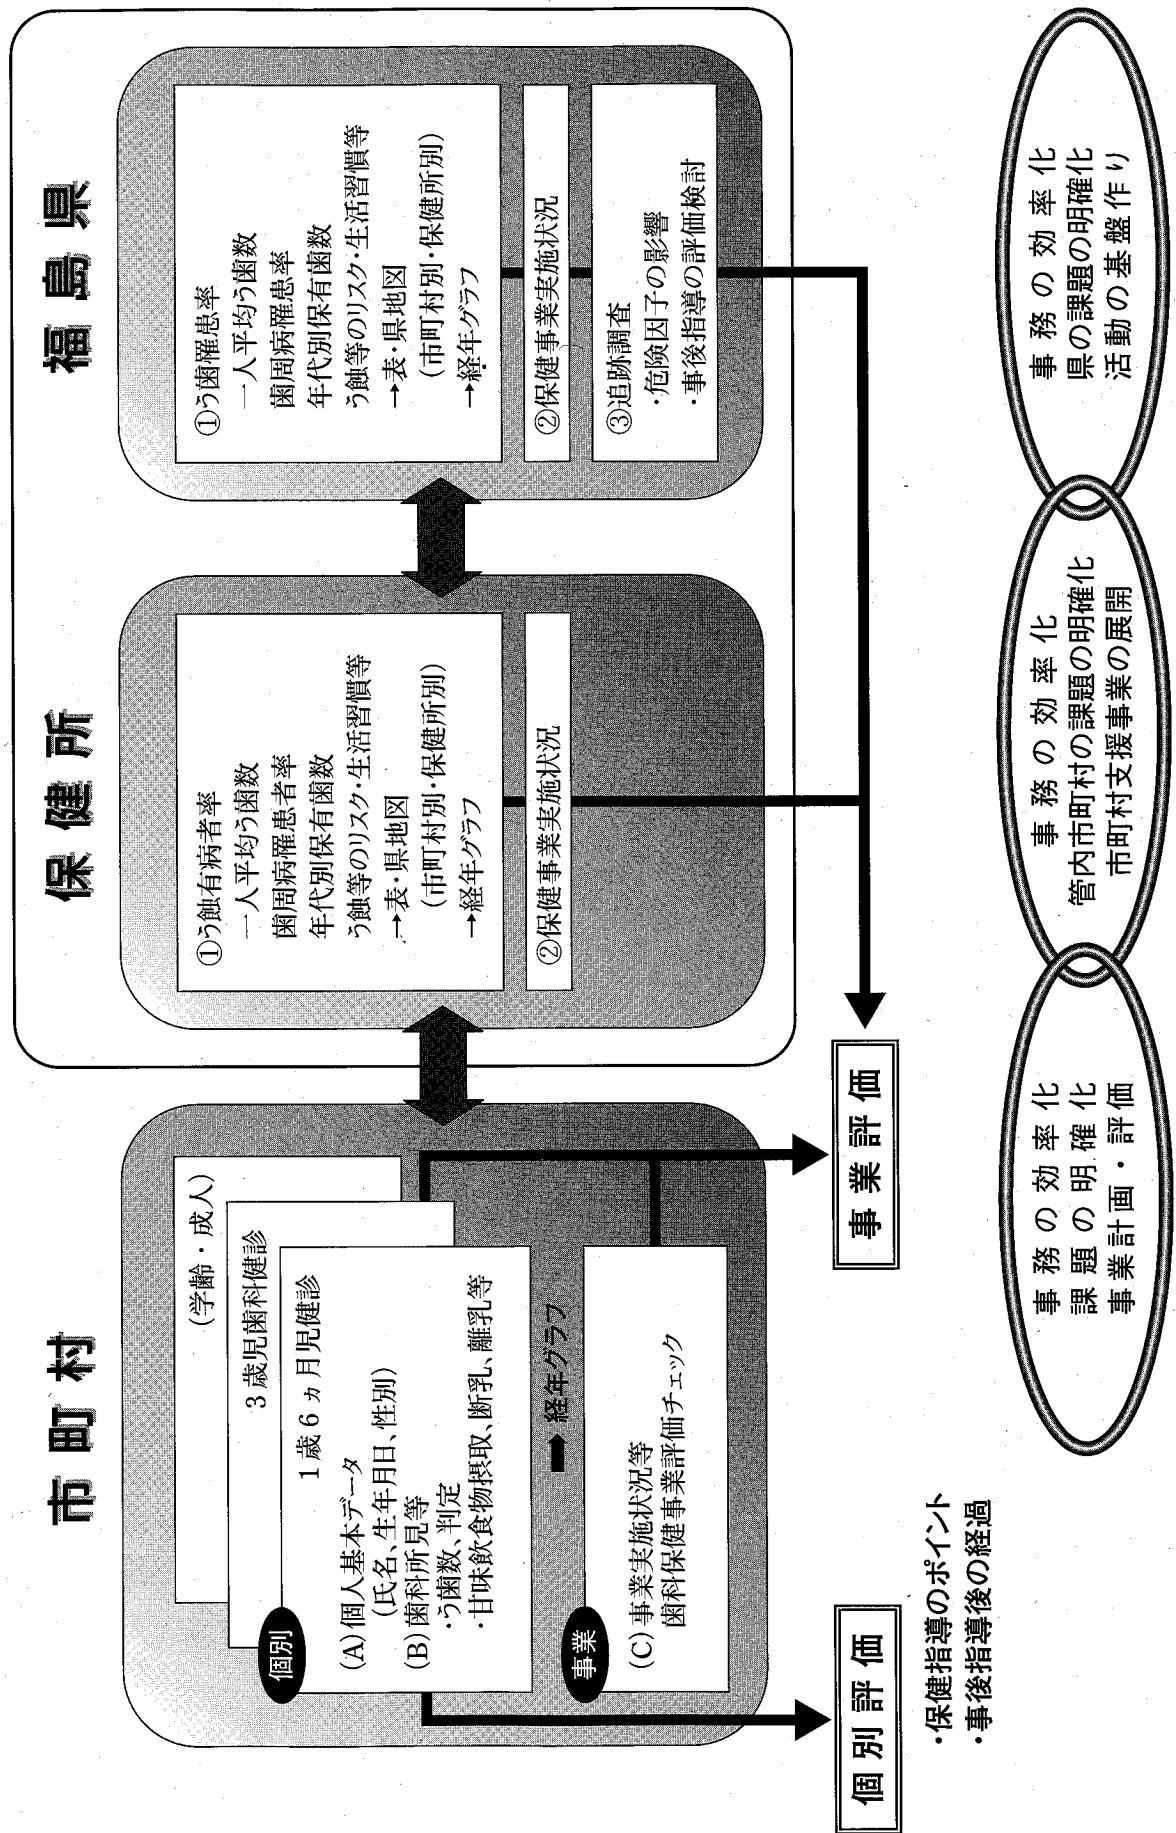 市町村
(学齢・成人)
3歳児歯科健診
個別
1歳6ヵ月児健診
(A)個人基本データ
(氏名、生年月日、性別)
(B)歯科所見等
・う歯数、判定
・甘味飲食物摂取、断乳、離乳等
➡ 経年グラフ
事業
(C)事業実施状況等
歯科保健事業評価チェック
保健所
①う蝕有病者率
一人平均う歯数
歯周病罹患者率
年代別保有歯数
う蝕等のリスク・生活習慣等
→表・県地図
(市町村別・保健所別)
→経年グラフ
②保健事業実施状況
福島県
①う歯罹患率
一人平均う歯数
歯周病罹患率
年代別保有歯数
う蝕等のリスク・生活習慣等
→表・県地図
(市町村別・保健所別)
→経年グラフ
②保健事業実施状況
③追跡調査
・危険因子の影響
・事後指導の評価検討
個別評価
・保健指導のポイント
・事後指導後の経過
事業評価
事務の効率化
課題の明確化
事業計画・評価
事務の効率化
管内市町村の課題の明確化
市町村支援事業の展開
事務の効率化
県の課題の明確化
活動の基盤作り